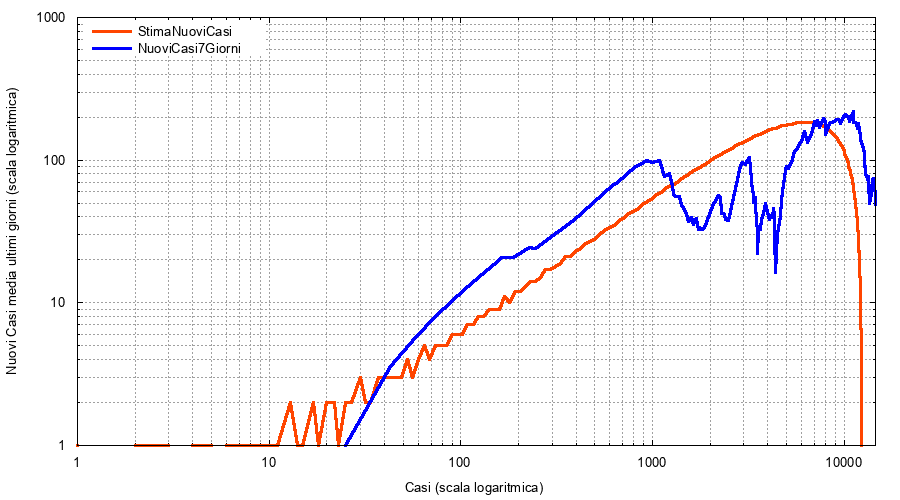 1000
StimaNuoviCasi
NuoviCasi7Giorni
100
10
1
Nuovi Casi media ultimi giorni (scala logaritmica)
1 10 100 1000 10000
Casi (scala logaritmica)